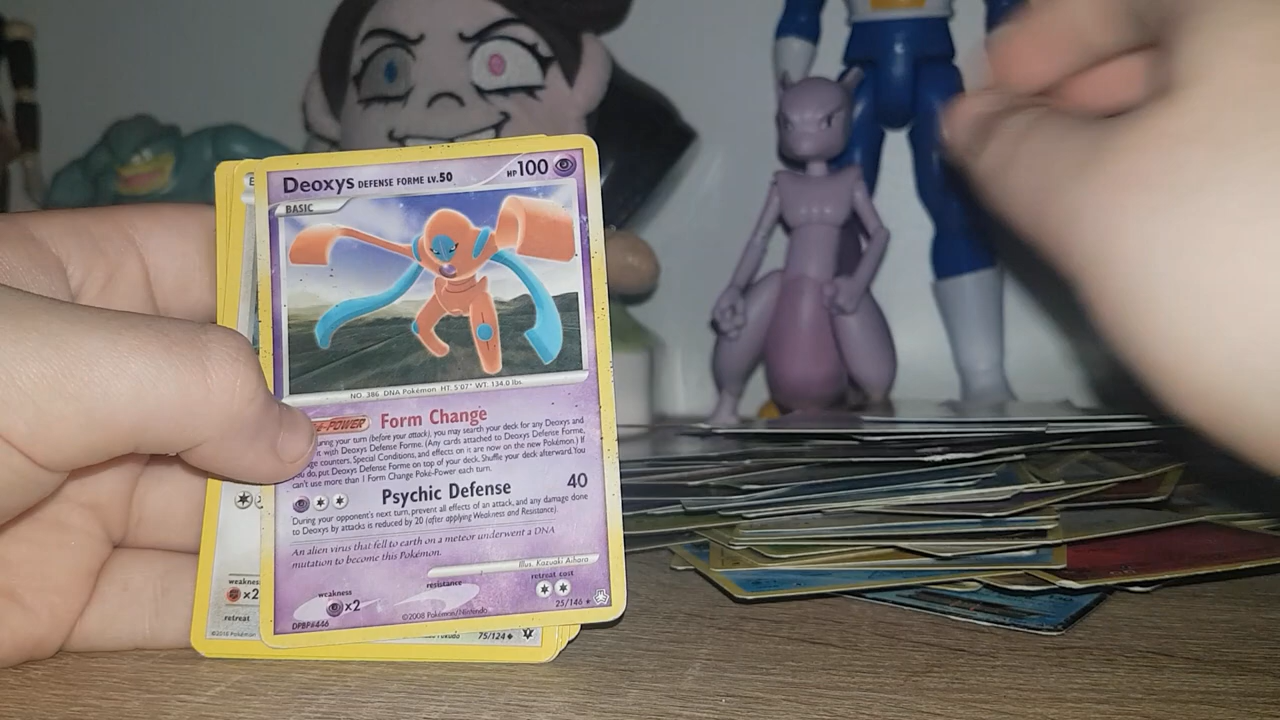 Deoxys DEFENSE FORME LV.50 HP 100
BASIC
NO. 386 DNA Pokémon HT: 5'07" WT: 134.0 lbs
É-POWER Form Change
uring your turn (before your attack), you may search your deck for any Deoxys and
it with Deoxys Defense Forme. (Any cards attached to Deoxys Defense Forme,
ge counters, Special Conditions, and effects on it are now on the new Pokémon.) If
you do, put Deoxys Defense Forme on top of your deck. Shuffle your deck afterward. You
can't use more than 1 Form Change Poké-Power each turn.
Psychic Defense 40
During your opponent's next turn, prevent all effects of an attack, and any damage done
to Deoxys by attacks is reduced by 20 (after applying Weakness and Resistance).
An alien virus that fell to earth on a meteor underwent a DNA
mutation to become this Pokémon.
Illus. Kazuaki Aihara
weakness resistance retreat cost
×2
25/146 ★
DPBP#446 ©2008 Pokémon/Nintendo
weakness
×2
retreat
75/124 ◆